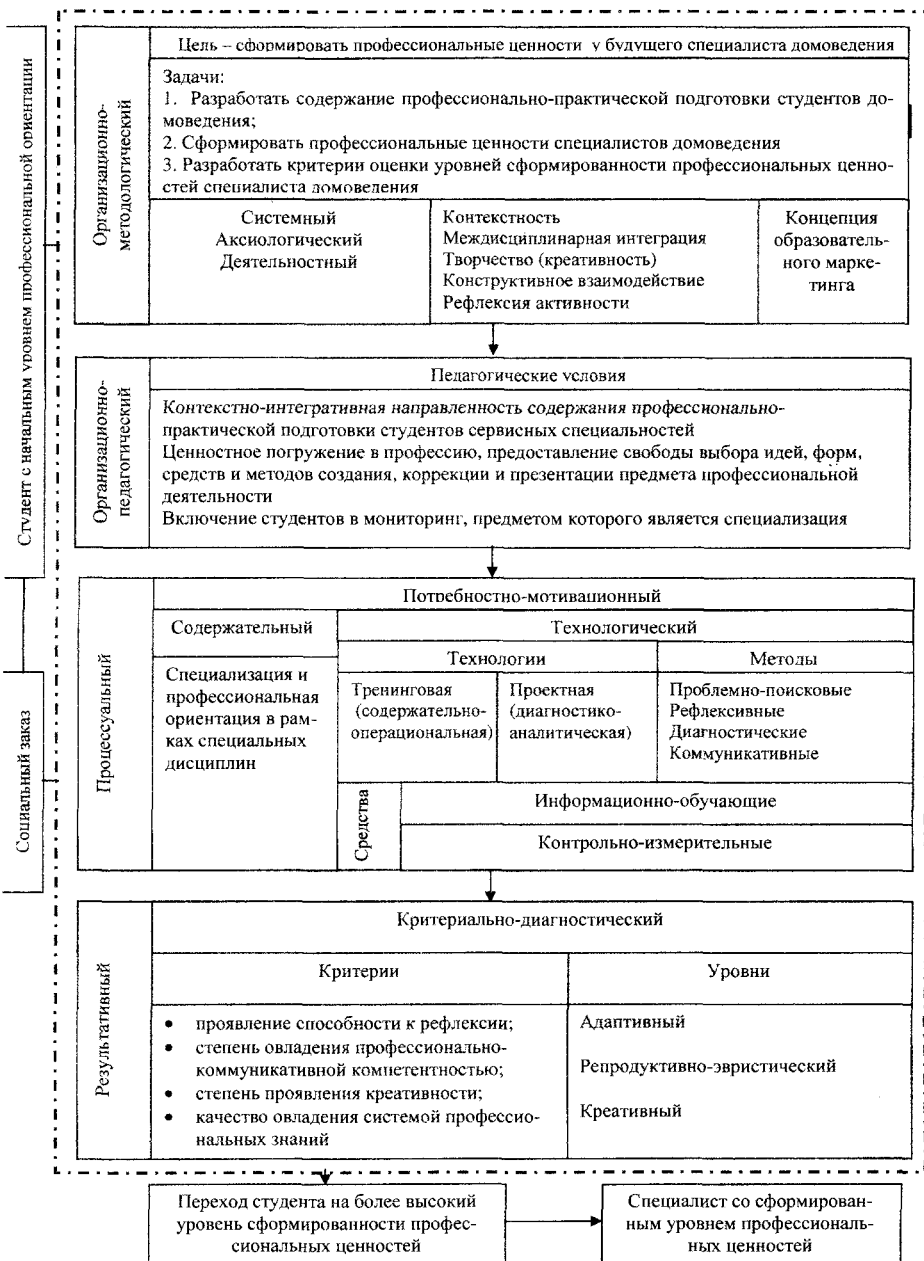 Студент с начальным уровнем профессиональной ориентации
Социальный заказ
Организационно-
методологический
Цель – сформировать профессиональные ценности у будущего специалиста домоведения
Задачи:
1. Разработать содержание профессионально-практической подготовки студентов до-
моведения;
2. Сформировать профессиональные ценности специалистов домоведения
3. Разработать критерии оценки уровней сформированности профессиональных ценно-
стей специалиста домоведения
Системный
Аксиологический
Деятельностный
Контекстность
Междисциплинарная интеграция
Творчество (креативность)
Конструктивное взаимодействие
Рефлексия активности
Концепция
образователь-
ного марке-
тинга
Организационно-
педагогический
Педагогические условия
Контекстно-интегративная направленность содержания профессионально-
практической подготовки студентов сервисных специальностей
Ценностное погружение в профессию, предоставление свободы выбора идей, форм,
средств и методов создания, коррекции и презентации предмета профессиональной
деятельности
Включение студентов в мониторинг, предметом которого является специализация
Процессуальный
Потребностно-мотивационный
Содержательный
Специализация и
профессиональная
ориентация в рам-
ках специальных
дисциплин
Технологический
Технологии
Методы
Тренинговая
(содержательно-
операциональная)
Проектная
(диагностико-
аналитическая)
Проблемно-поисковые
Рефлексивные
Диагностические
Коммуникативные
Средства
Информационно-обучающие
Контрольно-измерительные
Результативный
Критериально-диагностический
Критерии
Уровни
• проявление способности к рефлексии;
• степень овладения профессионально-
коммуникативной компетентностью;
• степень проявления креативности;
• качество овладения системой профессио-
нальных знаний
Адаптивный
Репродуктивно-эвристический
Креативный
Переход студента на более высокий
уровень сформированности профес-
сиональных ценностей
Специалист со сформирован-
ным уровнем профессиональ-
ных ценностей